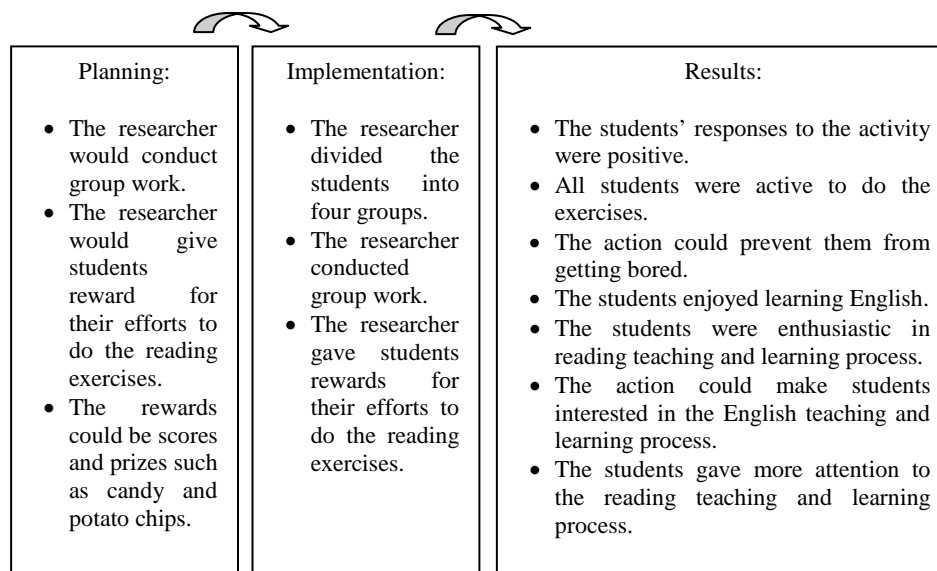 Planning:
• The researcher
would conduct
group work.
• The researcher
would give
students
reward for
their efforts to
do the reading
exercises.
• The rewards
could be scores
and prizes such
as candy and
potato chips.
Implementation:
• The researcher
divided the
students into
four groups.
• The researcher
conducted
group work.
• The researcher
gave students
rewards for
their efforts to
do the reading
exercises.
Results:
• The students’ responses to the activity
were positive.
• All students were active to do the
exercises.
• The action could prevent them from
getting bored.
• The students enjoyed learning English.
• The students were enthusiastic in
reading teaching and learning process.
• The action could make students
interested in the English teaching and
learning process.
• The students gave more attention to
the reading teaching and learning
process.